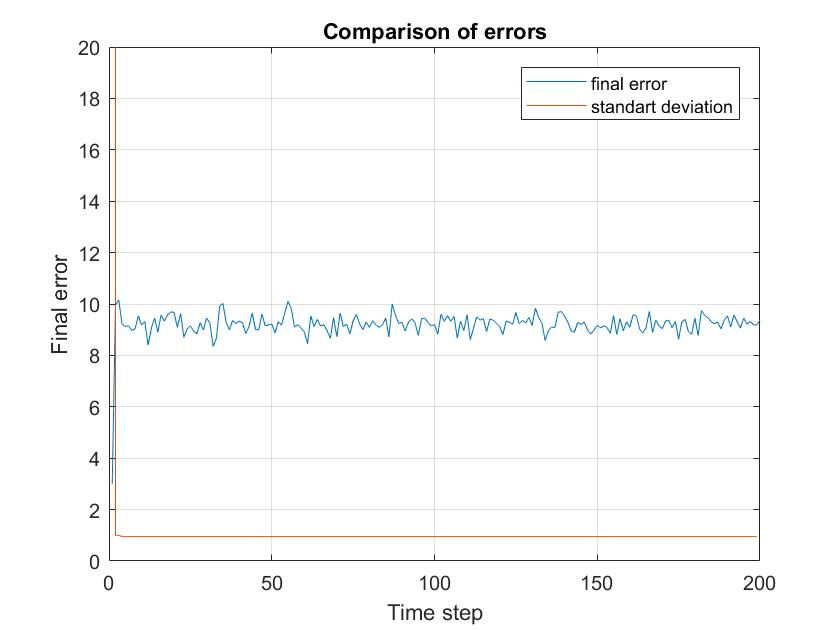 Comparison of errors
20
18
16
14
12
10
8
6
4
2
0
Final error
final error
standart deviation
0 50 100 150 200
Time step